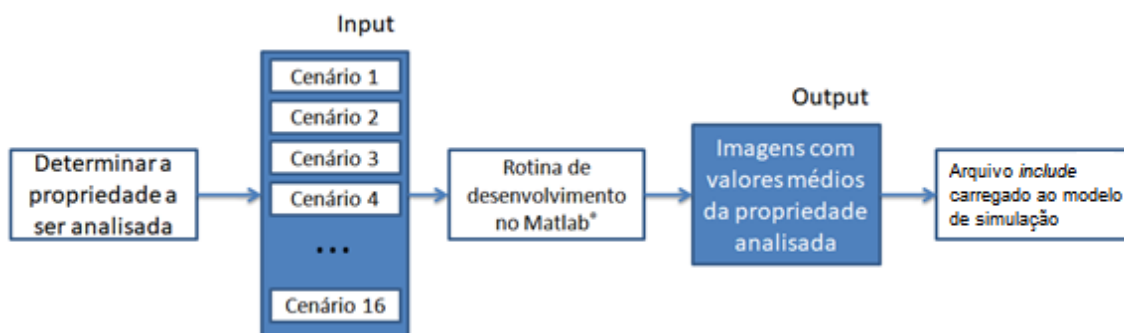 Input
Cenário 1
Cenário 2
Cenário 3
Cenário 4
...
Cenário 16
Determinar a
propriedade a
ser analisada
Rotina de
desenvolvimento
no Matlab®
Output
Imagens com
valores médios
da propriedade
analisada
Arquivo include
carregado ao modelo
de simulação